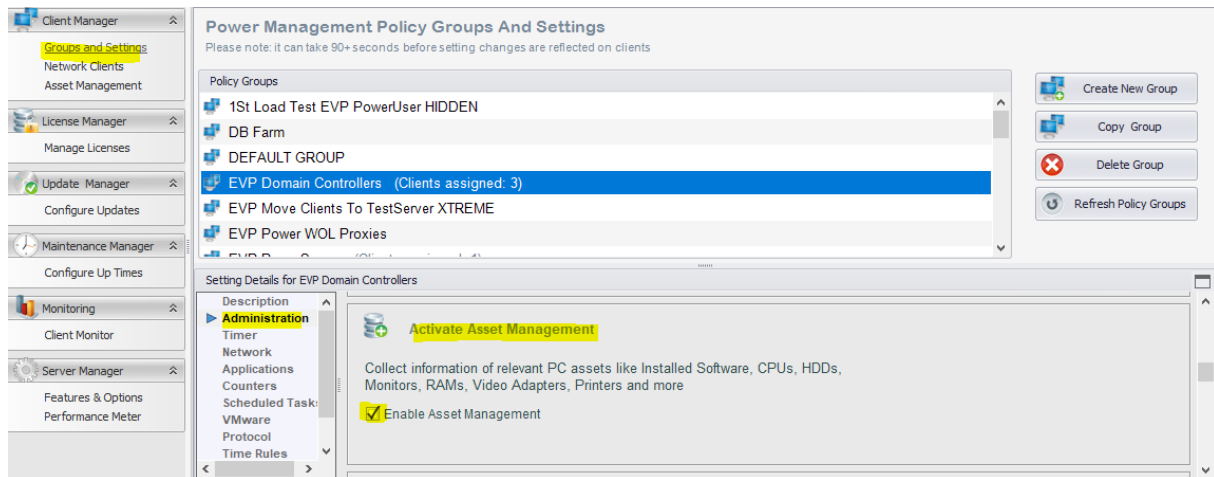 Client Manager
Groups and Settings
Network Clients
Asset Management
License Manager
Manage Licenses
Update Manager
Configure Updates
Maintenance Manager
Configure Up Times
Monitoring
Client Monitor
Server Manager
Features & Options
Performance Meter
Power Management Policy Groups And Settings
Please note: it can take 90+ seconds before setting changes are reflected on clients
Policy Groups
1St Load Test EVP PowerUser HIDDEN
DB Farm
DEFAULT GROUP
EVP Domain Controllers (Clients assigned: 3)
EVP Move Clients To TestServer XTREME
EVP Power WOL Proxies
Create New Group
Copy Group
Delete Group
Refresh Policy Groups
Setting Details for EVP Domain Controllers
Description
Administration
Timer
Network
Applications
Counters
Scheduled Task
VMware
Protocol
Time Rules
Activate Asset Management
Collect information of relevant PC assets like Installed Software, CPUs, HDDs,
Monitors, RAMs, Video Adapters, Printers and more
Enable Asset Management